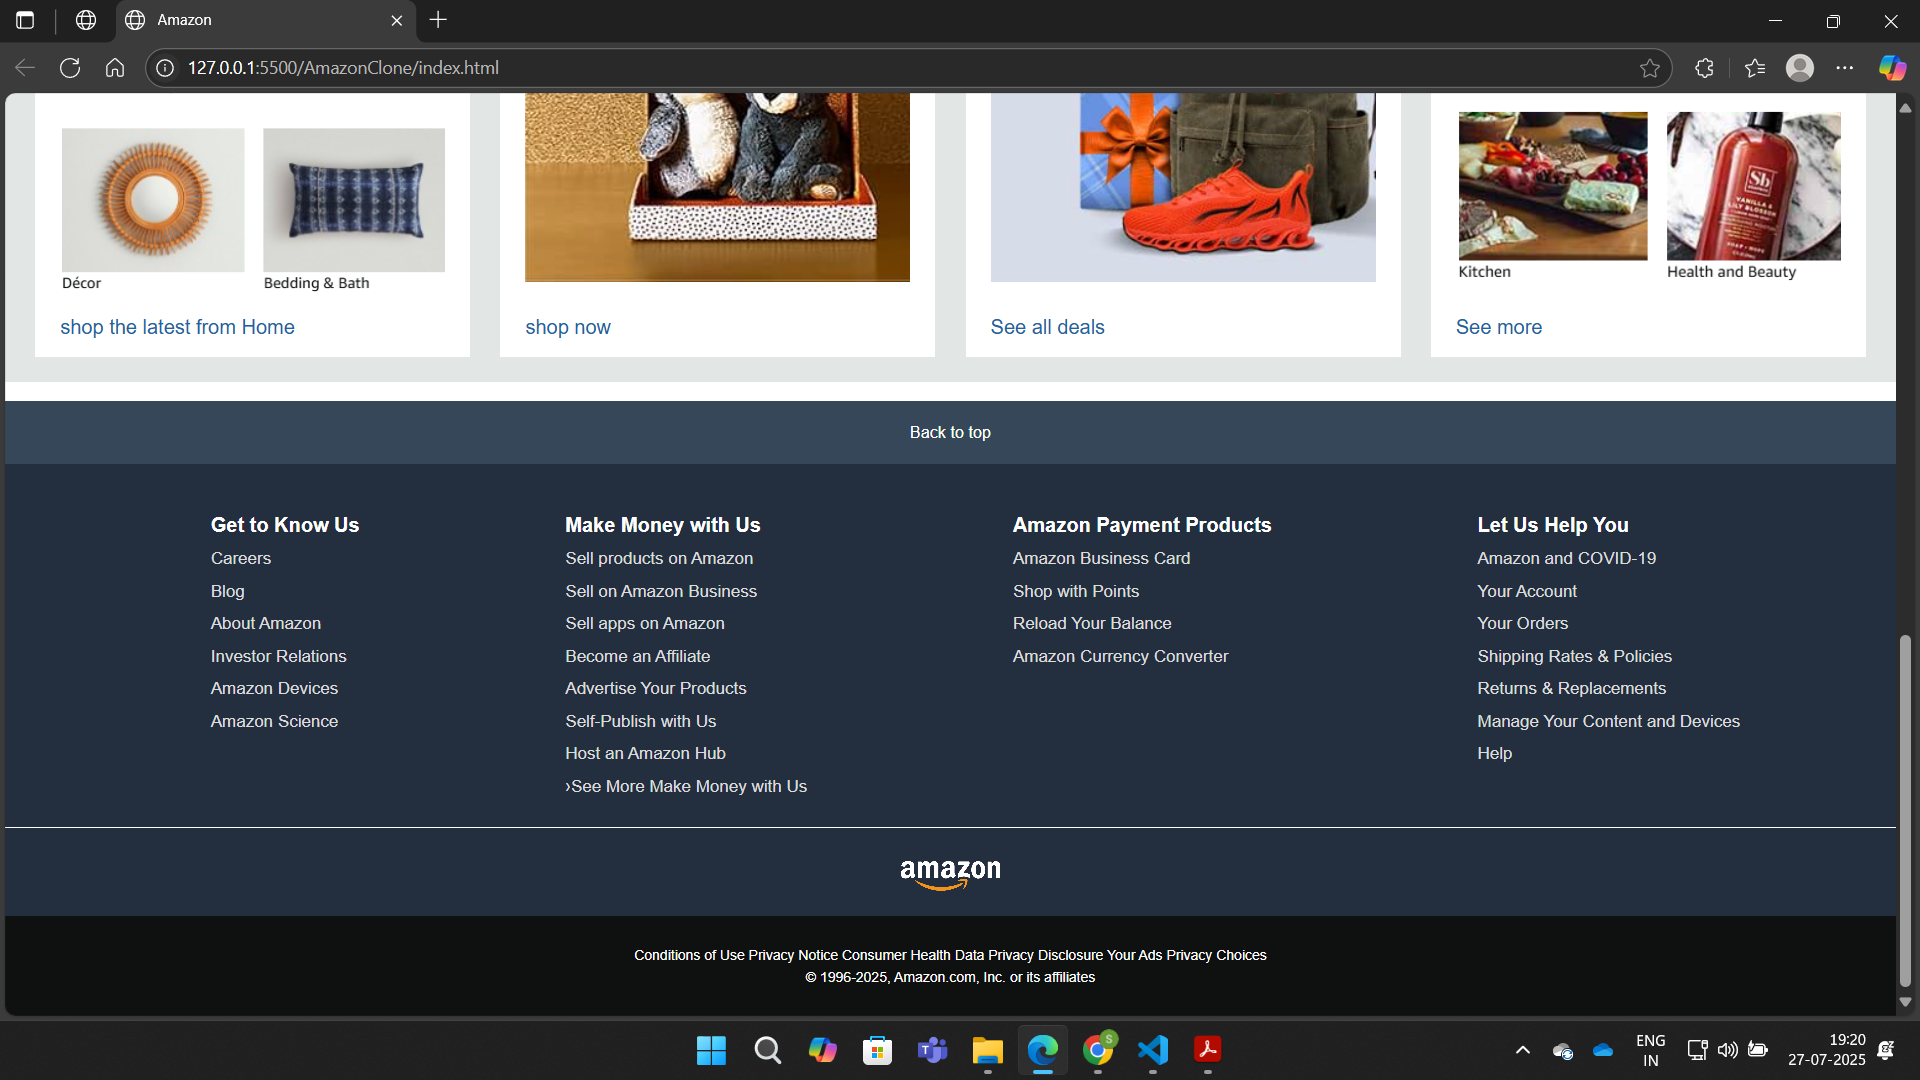 Amazon
127.0.0.1:5500/AmazonClone/index.html
Décor
Bedding & Bath
Kitchen
Health and Beauty
Sb
VANILLA &
LILY BLOSSOM
shop the latest from Home
shop now
See all deals
See more
Back to top
Get to Know Us
Careers
Blog
About Amazon
Investor Relations
Amazon Devices
Amazon Science
Make Money with Us
Sell products on Amazon
Sell on Amazon Business
Sell apps on Amazon
Become an Affiliate
Advertise Your Products
Self-Publish with Us
Host an Amazon Hub
›See More Make Money with Us
Amazon Payment Products
Amazon Business Card
Shop with Points
Reload Your Balance
Amazon Currency Converter
Let Us Help You
Amazon and COVID-19
Your Account
Your Orders
Shipping Rates & Policies
Returns & Replacements
Manage Your Content and Devices
Help
amazon
Conditions of Use Privacy Notice Consumer Health Data Privacy Disclosure Your Ads Privacy Choices
© 1996-2025, Amazon.com, Inc. or its affiliates
S
ENG
IN
19:20
27-07-2025